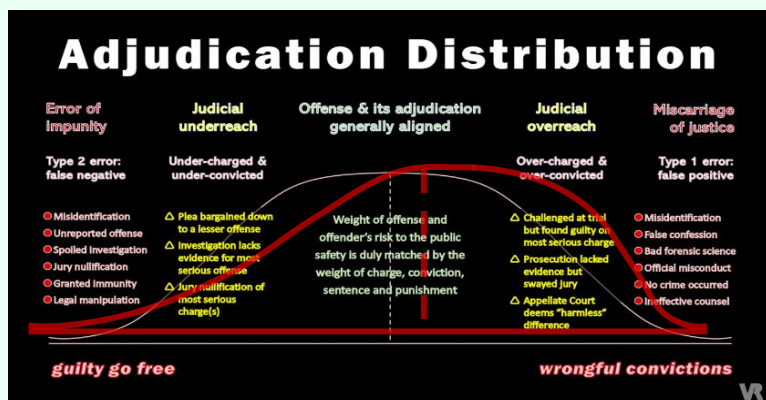 Adjudication Distribution
Error of
impunity
Type 2 error:
false negative
Misidentification
Unreported offense
Spoiled investigation
Jury nullification
Granted immunity
Legal manipulation
Judicial
underreach
Under-charged &
under-convicted
Plea bargained down
to a lesser offense
Investigation lacks
evidence for most
serious offense
Jury nullification of
most serious
charge(s)
Offense & its adjudication
generally aligned
Weight of offense and
offender's risk to the public
safety is duly matched by the
weight of charge, conviction,
sentence and punishment
Judicial
overreach
Over-charged &
over-convicted
Challenged at trial
but found guilty on
most serious charge
Prosecution lacked
evidence but
swayed jury
Appellate Court
deems "harmless"
difference
Miscarriage
of justice
Type 1 error:
false positive
Misidentification
False confession
Bad forensic science
Official misconduct
No crime occurred
Ineffective counsel
guilty go free
wrongful convictions
VR